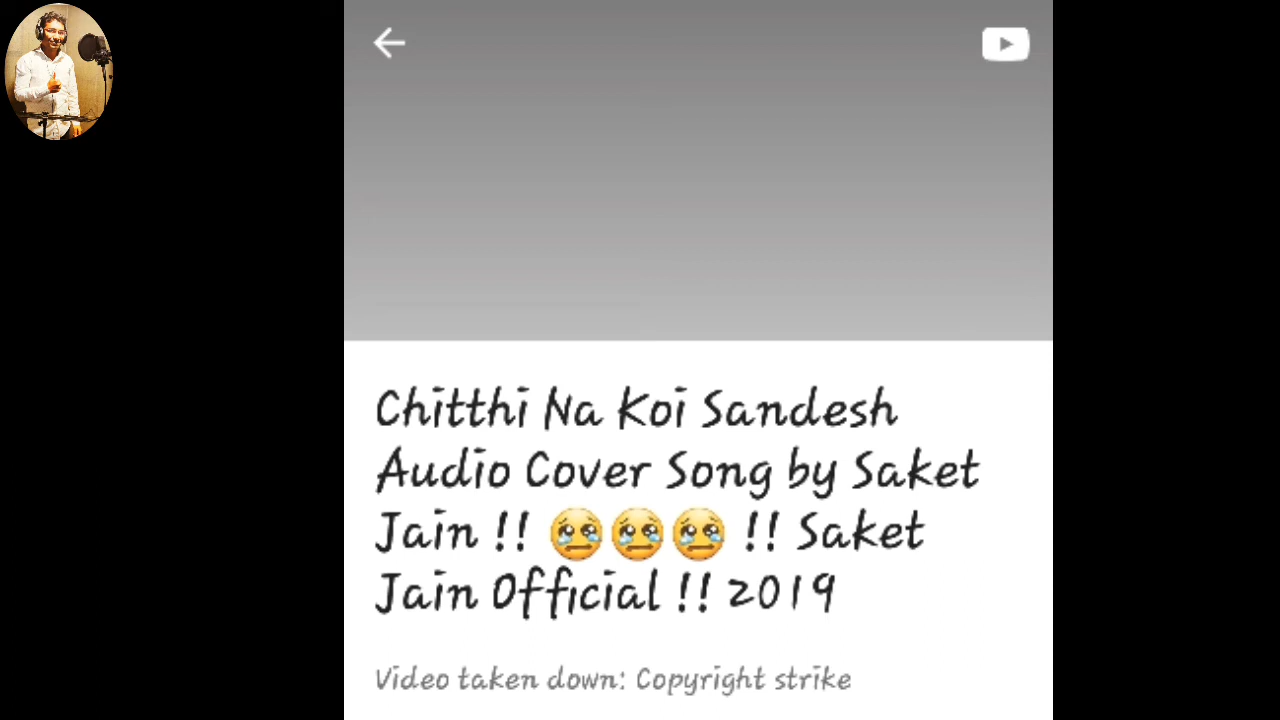 Chitthi Na Koi Sandesh
Audio Cover Song by Saket
Jain !! 😢😢😢 !! Saket
Jain Official !! 2019
Video taken down: Copyright strike